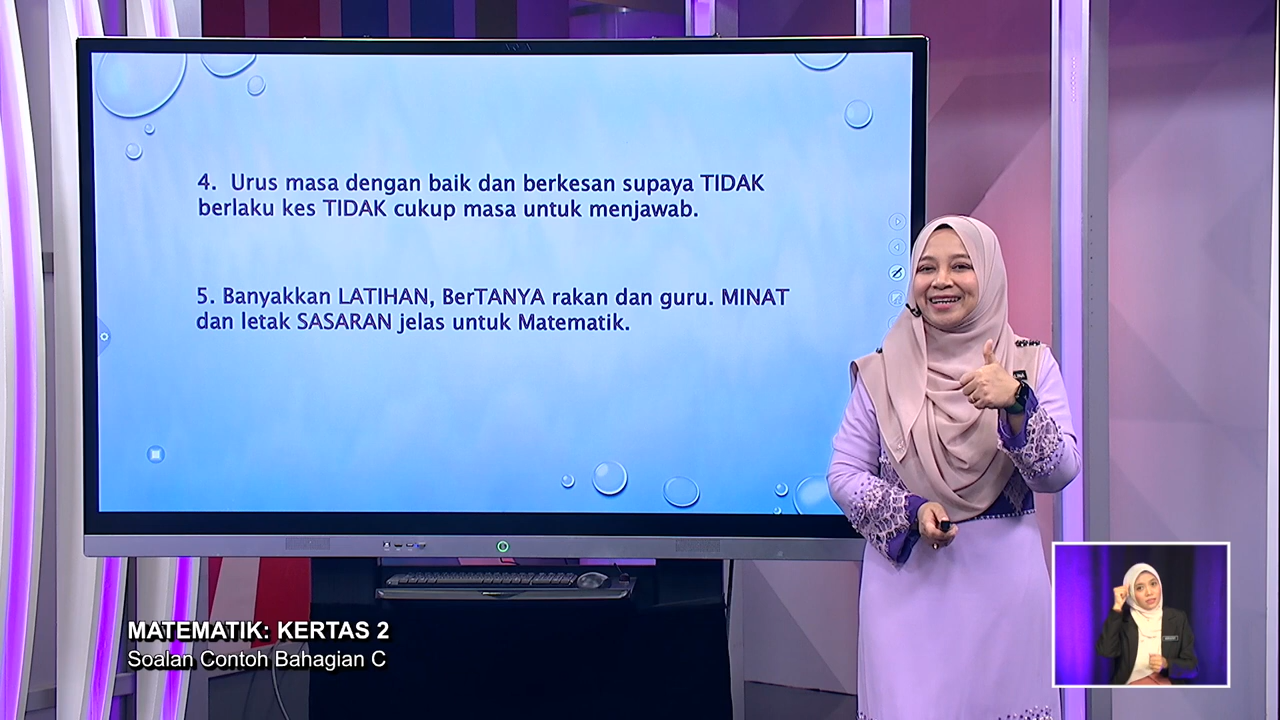 4. Urus masa dengan baik dan berkesan supaya TIDAK
berlaku kes TIDAK cukup masa untuk menjawab.
5. Banyakkan LATIHAN, BerTANYA rakan dan guru. MINAT
dan letak SASARAN jelas untuk Matematik.
MATEMATIK: KERTAS 2
Soalan Contoh Bahagian C